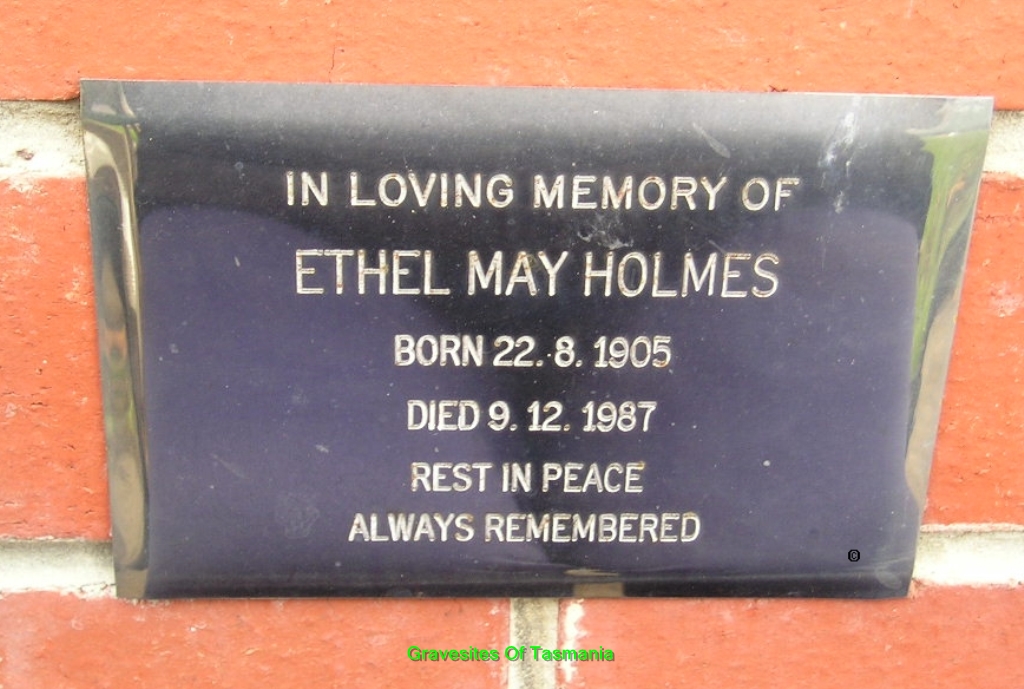 IN LOVING MEMORY OF
ETHEL MAY HOLMES
BORN 22.8.1905
DIED 9.12.1987
REST IN PEACE
ALWAYS REMEMBERED
©
Gravesites Of Tasmania